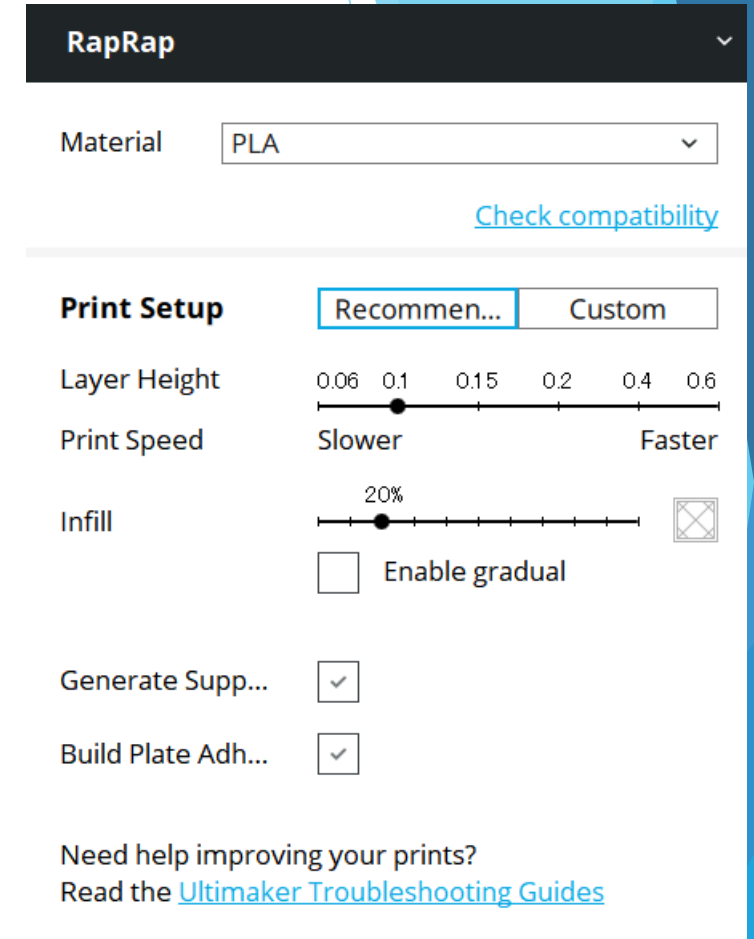 RapRap
Material PLA
Check compatibility
Print Setup Recommen... Custom
Layer Height 0.06 0.1 0.15 0.2 0.4 0.6
Print Speed Slower Faster
20%
Infill
Enable gradual
Generate Supp...
Build Plate Adh...
Need help improving your prints?
Read the Ultimaker Troubleshooting Guides